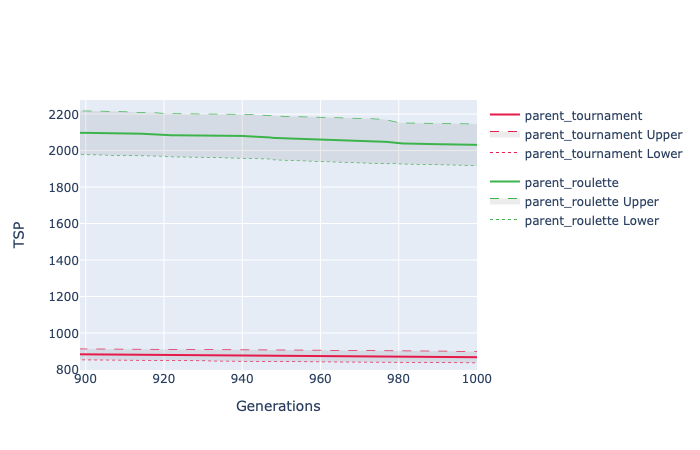 TSP
2200
2000
1800
1600
1400
1200
1000
800
900
920
940
960
980
1000
Generations
parent_tournament
parent_tournament Upper
parent_tournament Lower
parent_roulette
parent_roulette Upper
parent_roulette Lower